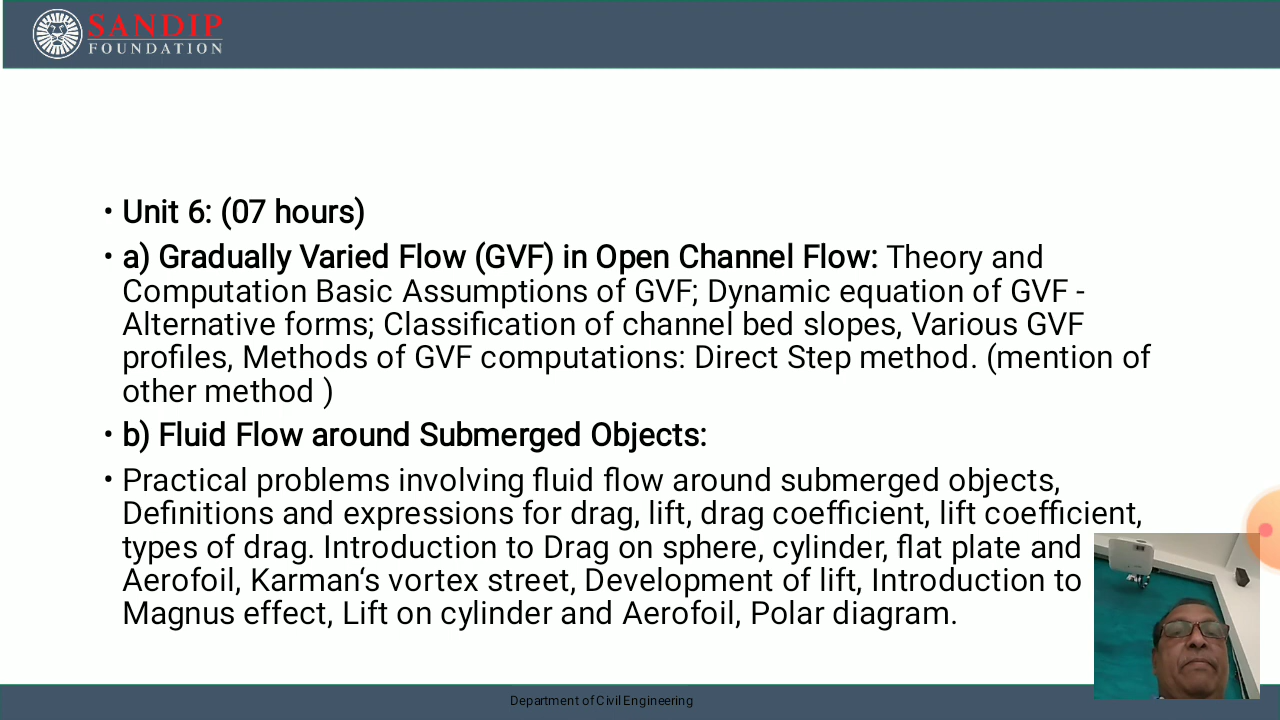 SANDIP
FOUNDATION
• Unit 6: (07 hours)
• a) Gradually Varied Flow (GVF) in Open Channel Flow: Theory and
Computation Basic Assumptions of GVF; Dynamic equation of GVF -
Alternative forms; Classification of channel bed slopes, Various GVF
profiles, Methods of GVF computations: Direct Step method. (mention of
other method )
• b) Fluid Flow around Submerged Objects:
• Practical problems involving fluid flow around submerged objects,
Definitions and expressions for drag, lift, drag coefficient, lift coefficient,
types of drag. Introduction to Drag on sphere, cylinder, flat plate and
Aerofoil, Karman‘s vortex street, Development of lift, Introduction to
Magnus effect, Lift on cylinder and Aerofoil, Polar diagram.
Department of Civil Engineering